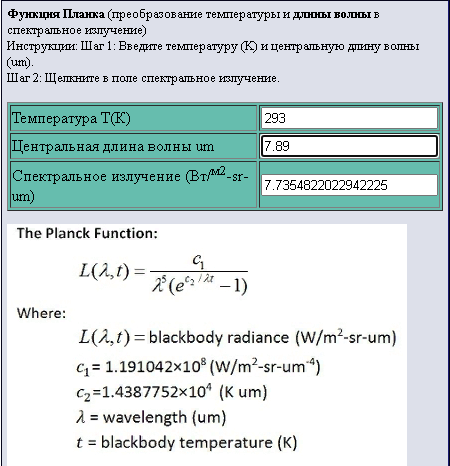 Функция Планка (преобразование температуры и длины волны в
спектральное излучение)
Инструкции: Шаг 1: Введите температуру (К) и центральную длину волны
(um).
Шаг 2: Щелкните в поле спектральное излучение.
Температура Т(К) 293
Центральная длина волны um 7.89
Спектральное излучение (Вт/м2-sr-
um) 7.7354822022942225
The Planck Function:
L(λ,t) = c₁ / λ⁵(e^(c₂/λt) − 1)
Where:
L(λ,t) = blackbody radiance (W/m²-sr-um)
c₁= 1.191042×10⁸ (W/m²-sr-um⁻⁴)
c₂=1.4387752×10⁴ (K um)
λ = wavelength (um)
t = blackbody temperature (K)